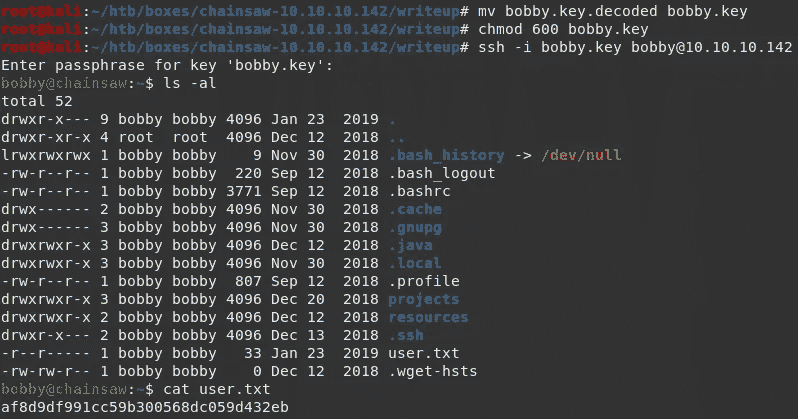 root@kali:~/htb/boxes/chainsaw-10.10.10.142/writeup# mv bobby.key.decoded bobby.key
root@kali:~/htb/boxes/chainsaw-10.10.10.142/writeup# chmod 600 bobby.key
root@kali:~/htb/boxes/chainsaw-10.10.10.142/writeup# ssh -i bobby.key bobby@10.10.10.142
Enter passphrase for key 'bobby.key':
bobby@chainsaw:~$ ls -al
total 52
drwxr-x--- 9 bobby bobby 4096 Jan 23  2019 .
drwxr-xr-x 4 root  root  4096 Dec 12  2018 ..
lrwxrwxrwx 1 bobby bobby    9 Nov 30  2018 .bash_history -> /dev/null
-rw-r--r-- 1 bobby bobby  220 Sep 12  2018 .bash_logout
-rw-r--r-- 1 bobby bobby 3771 Sep 12  2018 .bashrc
drwx------ 2 bobby bobby 4096 Nov 30  2018 .cache
drwx------ 3 bobby bobby 4096 Nov 30  2018 .gnupg
drwxrwxr-x 3 bobby bobby 4096 Dec 12  2018 .java
drwxrwxr-x 3 bobby bobby 4096 Nov 30  2018 .local
-rw-r--r-- 1 bobby bobby  807 Sep 12  2018 .profile
drwxrwxr-x 3 bobby bobby 4096 Dec 20  2018 projects
drwxrwxr-x 2 bobby bobby 4096 Dec 12  2018 resources
drwxr-x--- 2 bobby bobby 4096 Dec 13  2018 .ssh
-r--r----- 1 bobby bobby   33 Jan 23  2019 user.txt
-rw-rw-r-- 1 bobby bobby    0 Dec 12  2018 .wget-hsts
bobby@chainsaw:~$ cat user.txt
af8d9df991cc59b300568dc059d432eb